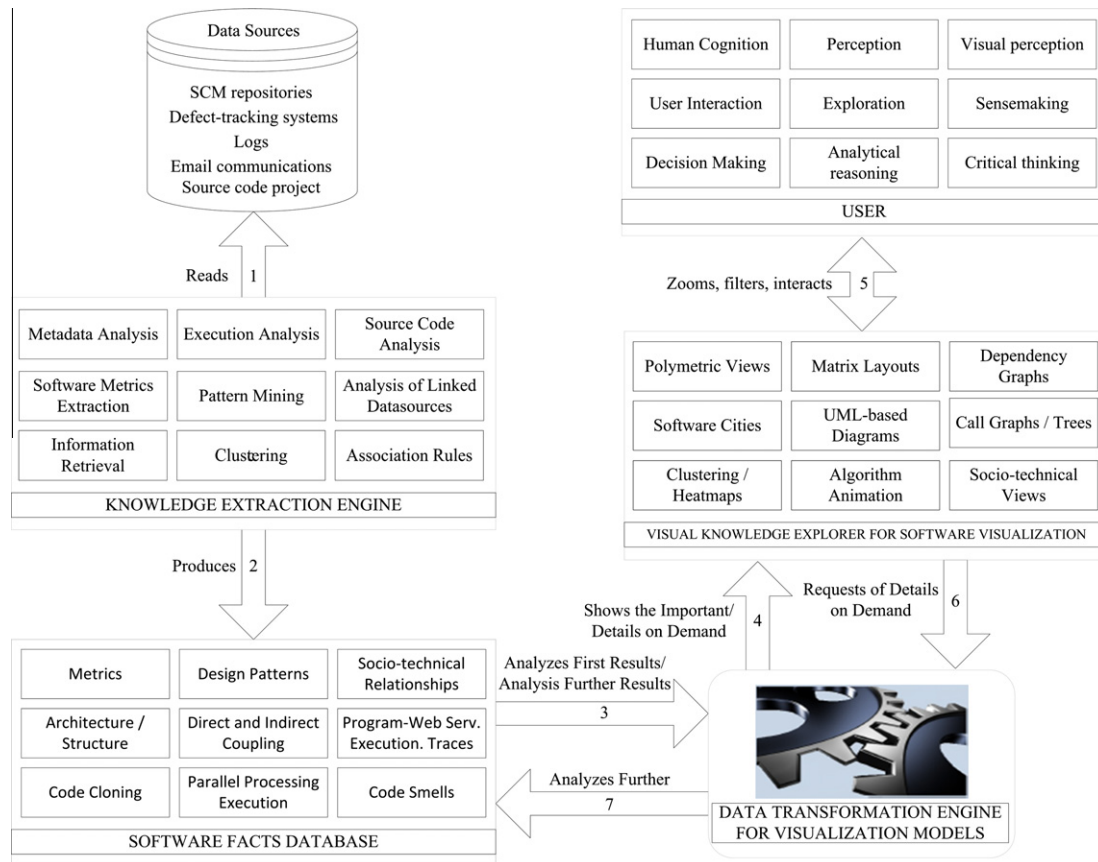 Data Sources
SCM repositories
Defect-tracking systems
Logs
Email communications
Source code project
Reads
1
Metadata Analysis
Execution Analysis
Source Code
Analysis
Software Metrics
Extraction
Pattern Mining
Analysis of Linked
Datasources
Information
Retrieval
Clustering
Association Rules
KNOWLEDGE EXTRACTION ENGINE
Produces
2
Metrics
Design Patterns
Socio-technical
Relationships
Architecture /
Structure
Direct and Indirect
Coupling
Program-Web Serv.
Execution. Traces
Code Cloning
Parallel Processing
Execution
Code Smells
SOFTWARE FACTS DATABASE
Analyzes First Results/
Analysis Further Results
3
Analyzes Further
7
Human Cognition
Perception
Visual perception
User Interaction
Exploration
Sensemaking
Decision Making
Analytical
reasoning
Critical thinking
USER
Zooms, filters, interacts
5
Polymetric Views
Matrix Layouts
Dependency
Graphs
Software Cities
UML-based
Diagrams
Call Graphs / Trees
Clustering /
Heatmaps
Algorithm
Animation
Socio-technical
Views
VISUAL KNOWLEDGE EXPLORER FOR SOFTWARE VISUALIZATION
Shows the Important/
Details on Demand
4
Requests of Details
on Demand
6
DATA TRANSFORMATION ENGINE
FOR VISUALIZATION MODELS